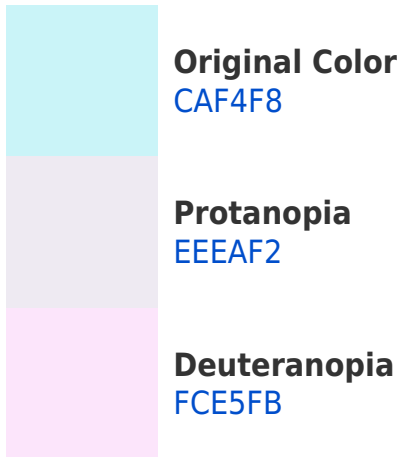 Original Color
CAF4F8
Protanopia
EEEAF2
Deuteranopia
FCE5FB